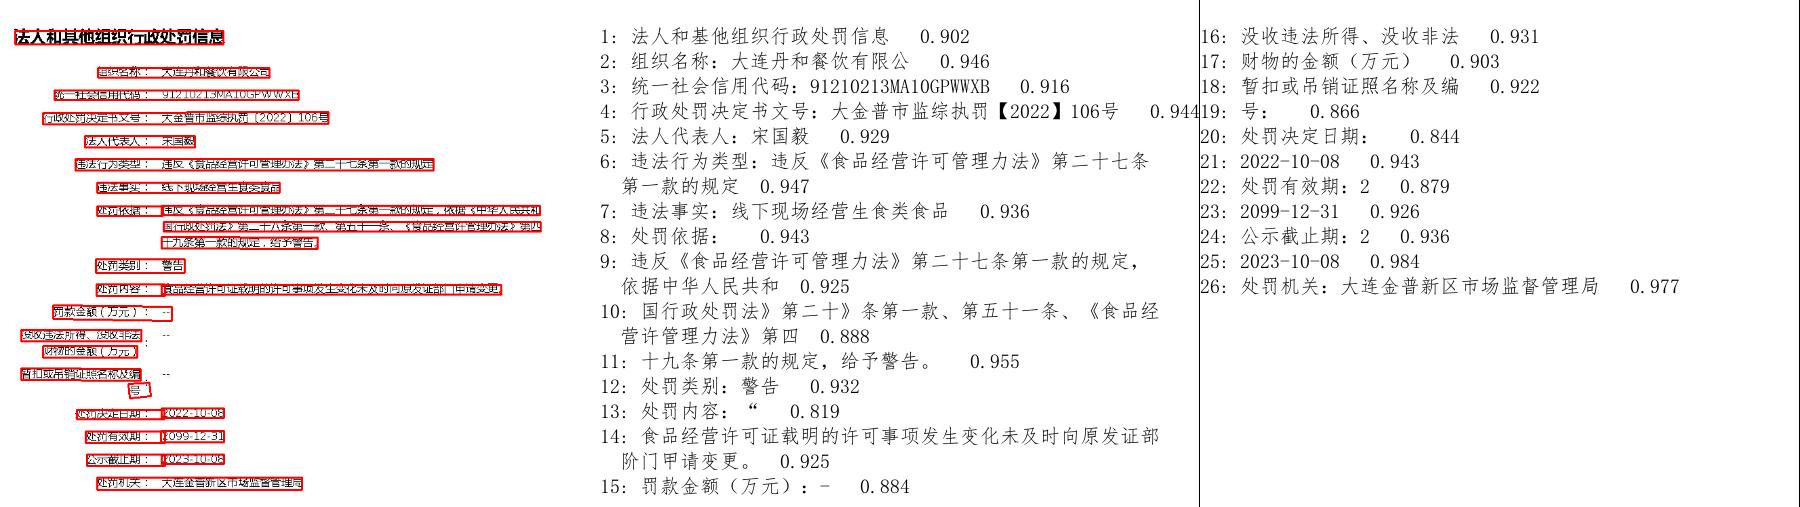 法人和其他组织行政处罚信息
组织名称： 大连丹和餐饮有限公司
统一社会信用代码： 91210213MA10GPWWXB
行政处罚决定书文号： 大金普市监综执罚〔2022〕106号
法人代表人： 宋国毅
违法行为类型： 违反《食品经营许可管理办法》第二十七条第一款的规定
违法事实： 线下现场经营生食类食品
处罚依据： 违反《食品经营许可管理办法》第二十七条第一款的规定，依据《中华人民共和
国行政处罚法》第二十八条第一款、第五十一条、《食品经营许可管理办法》第四
十九条第一款的规定，给予警告。
处罚类别： 警告
处罚内容： 食品经营许可证载明的许可事项发生变化未及时向原发证部门申请变更。
罚款金额（万元）： --
没收违法所得、没收非法
财物的金额（万元） ： --
暂扣或吊销证照名称及编
号 ： --
处罚决定日期： 2022-10-08
处罚有效期： 2099-12-31
公示截止期： 2023-10-08
处罚机关： 大连金普新区市场监督管理局
1: 法人和基他组织行政处罚信息 0.902
2: 组织名称: 大连丹和餐饮有限公 0.946
3: 统一社会信用代码: 91210213MA10GPWWXB 0.916
4: 行政处罚决定书文号: 大金普市监综执罚【2022】106号 0.944
5: 法人代表人: 宋国毅 0.929
6: 违法行为类型: 违反《食品经营许可管理力法》第二十七条
第一款的规定 0.947
7: 违法事实: 线下现场经营生食类食品 0.936
8: 处罚依据: 0.943
9: 违反《食品经营许可管理力法》第二十七条第一款的规定,
依据中华人民共和 0.925
10: 国行政处罚法》第二十》条第一款、第五十一条、《食品经
营许管理力法》第四 0.888
11: 十九条第一款的规定, 给予警告。 0.955
12: 处罚类别: 警告 0.932
13: 处罚内容: “ 0.819
14: 食品经营许可证载明的许可事项发生变化未及时向原发证部
阶门甲请变更。 0.925
15: 罚款金额（万元）: - 0.884
16: 没收违法所得、没收非法 0.931
17: 财物的金额（万元） 0.903
18: 暂扣或吊销证照名称及编 0.922
19: 号: 0.866
20: 处罚决定日期: 0.844
21: 2022-10-08 0.943
22: 处罚有效期: 2 0.879
23: 2099-12-31 0.926
24: 公示截止期: 2 0.936
25: 2023-10-08 0.984
26: 处罚机关: 大连金普新区市场监督管理局 0.977